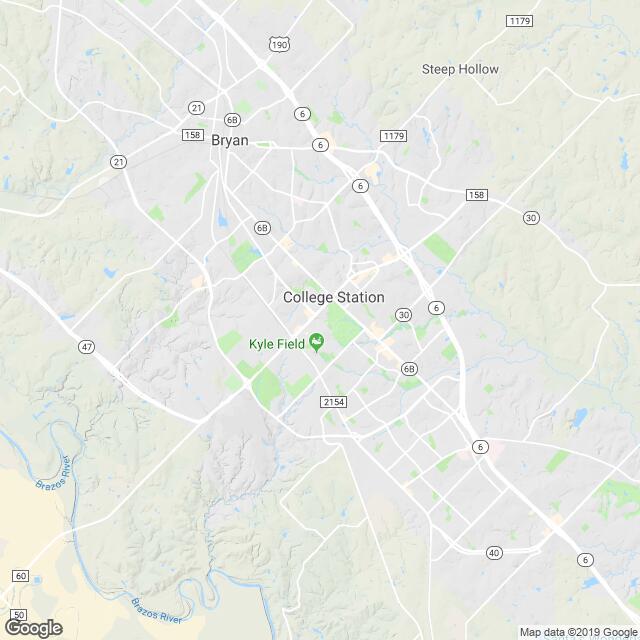 1179
190
Steep Hollow
21
6
6B
158
1179
Bryan
6
21
6
158
30
6B
College Station
6
30
Kyle Field
47
6B
2154
6
Brazos River
40
6
60
Brazos River
50
Google
Google
Map data ©2019 Google